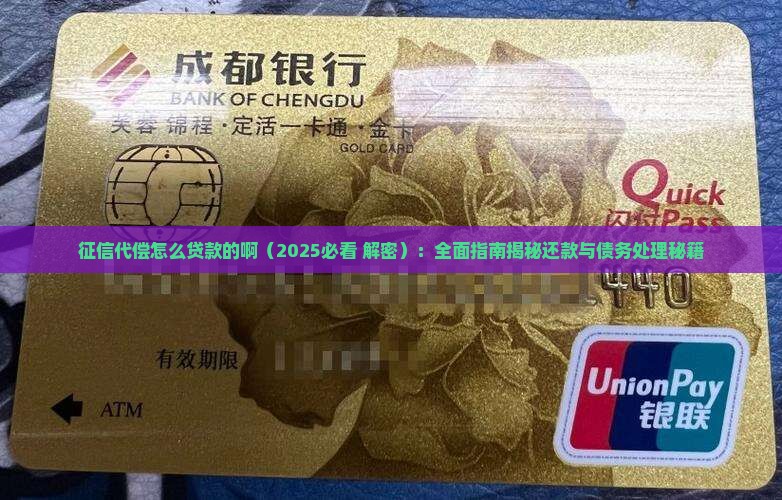 成都银行
BANK OF CHENGDU
芙蓉锦程·定活一卡通·金卡
GOLD CARD
Quick
闪付Pass
征信代偿怎么贷款的啊（2025必看 解密）：全面指南揭秘还款与债务处理秘籍
1440
有效期限
ATM
UnionPay
银联